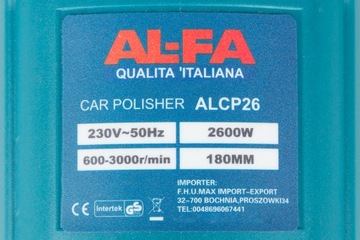 AL-FA
QUALITA 'ITALIANA
CAR POLISHER ALCP26
230V~50Hz 2600W
600-3000r/min 180MM
IMPORTER:
F.H.U.MAX IMPORT-EXPORT
32-700 BOCHNIA,PROSZOWKI34
TEL:0048696067441
CE Intertek GS